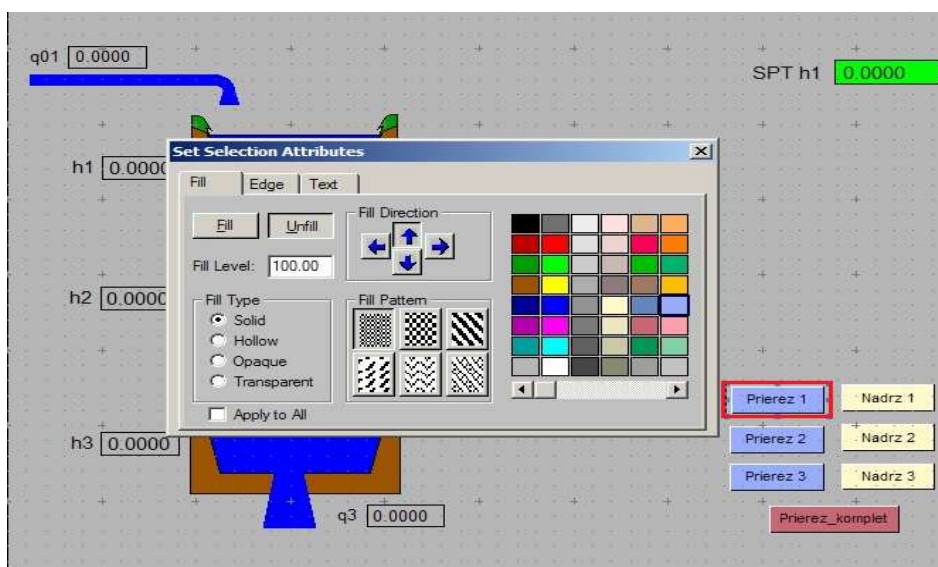 q01 0.0000
SPT h1 0.0000
Set Selection Attributes
h1 0.0000
Fill Edge Text
Fill Unfill
Fill Direction
Fill Level: 100.00
h2 0.0000
Fill Type
Solid
Hollow
Opaque
Transparent
Apply to All
Fill Pattern
Prierez 1 Nadrz 1
h3 0.0000
Prierez 2 Nadrz 2
Prierez 3 Nadrz 3
q3 0.0000
Prierez_komplet